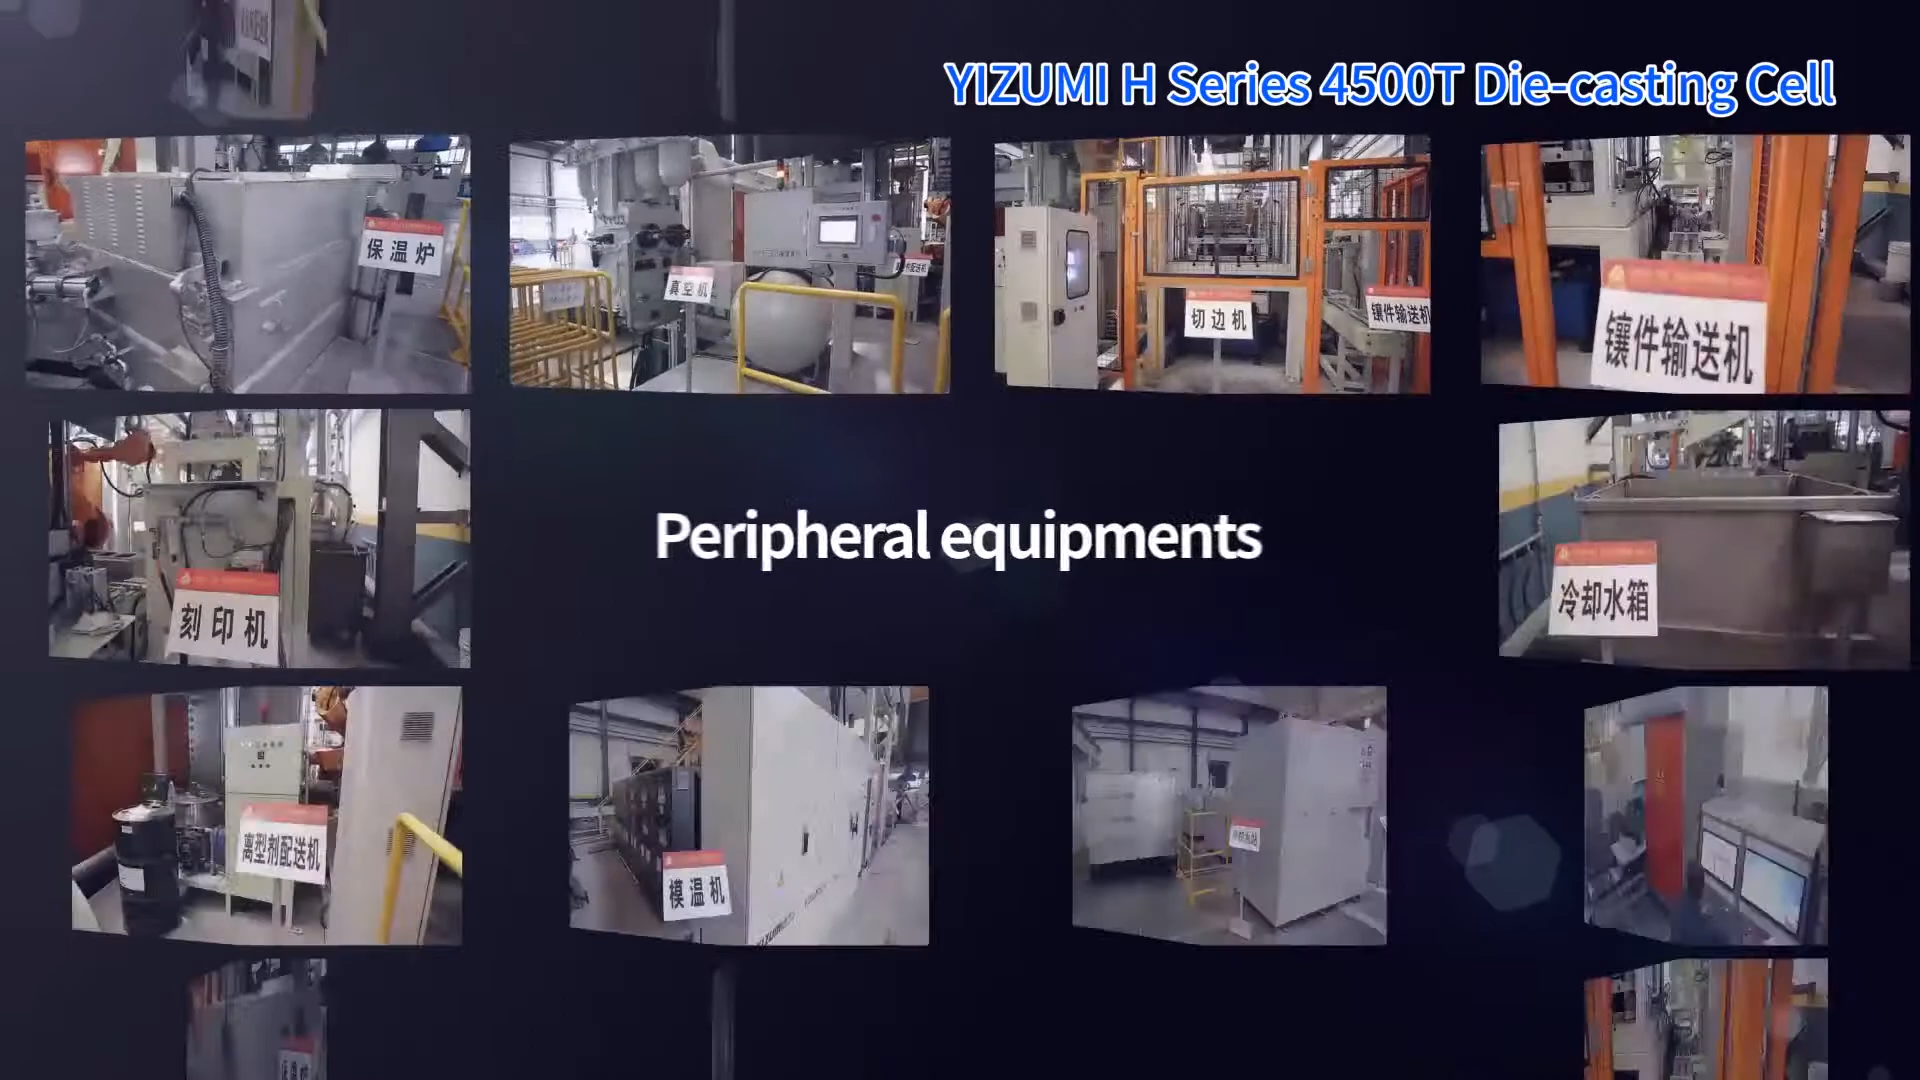 YIZUMI H Series 4500T Die-casting Cell
保温炉
真空机
切边机
镶件输送机
镶件输送机
刻印机
Peripheral equipments
冷却水箱
离型剂配送机
模温机
YIZUMI